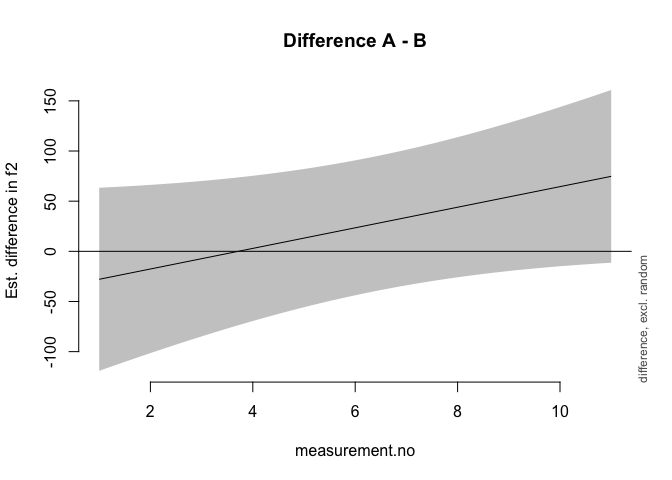 Difference A - B
Est. difference in f2
150
100
50
0
-50
-100
2 4 6 8 10
measurement.no
difference, excl. random